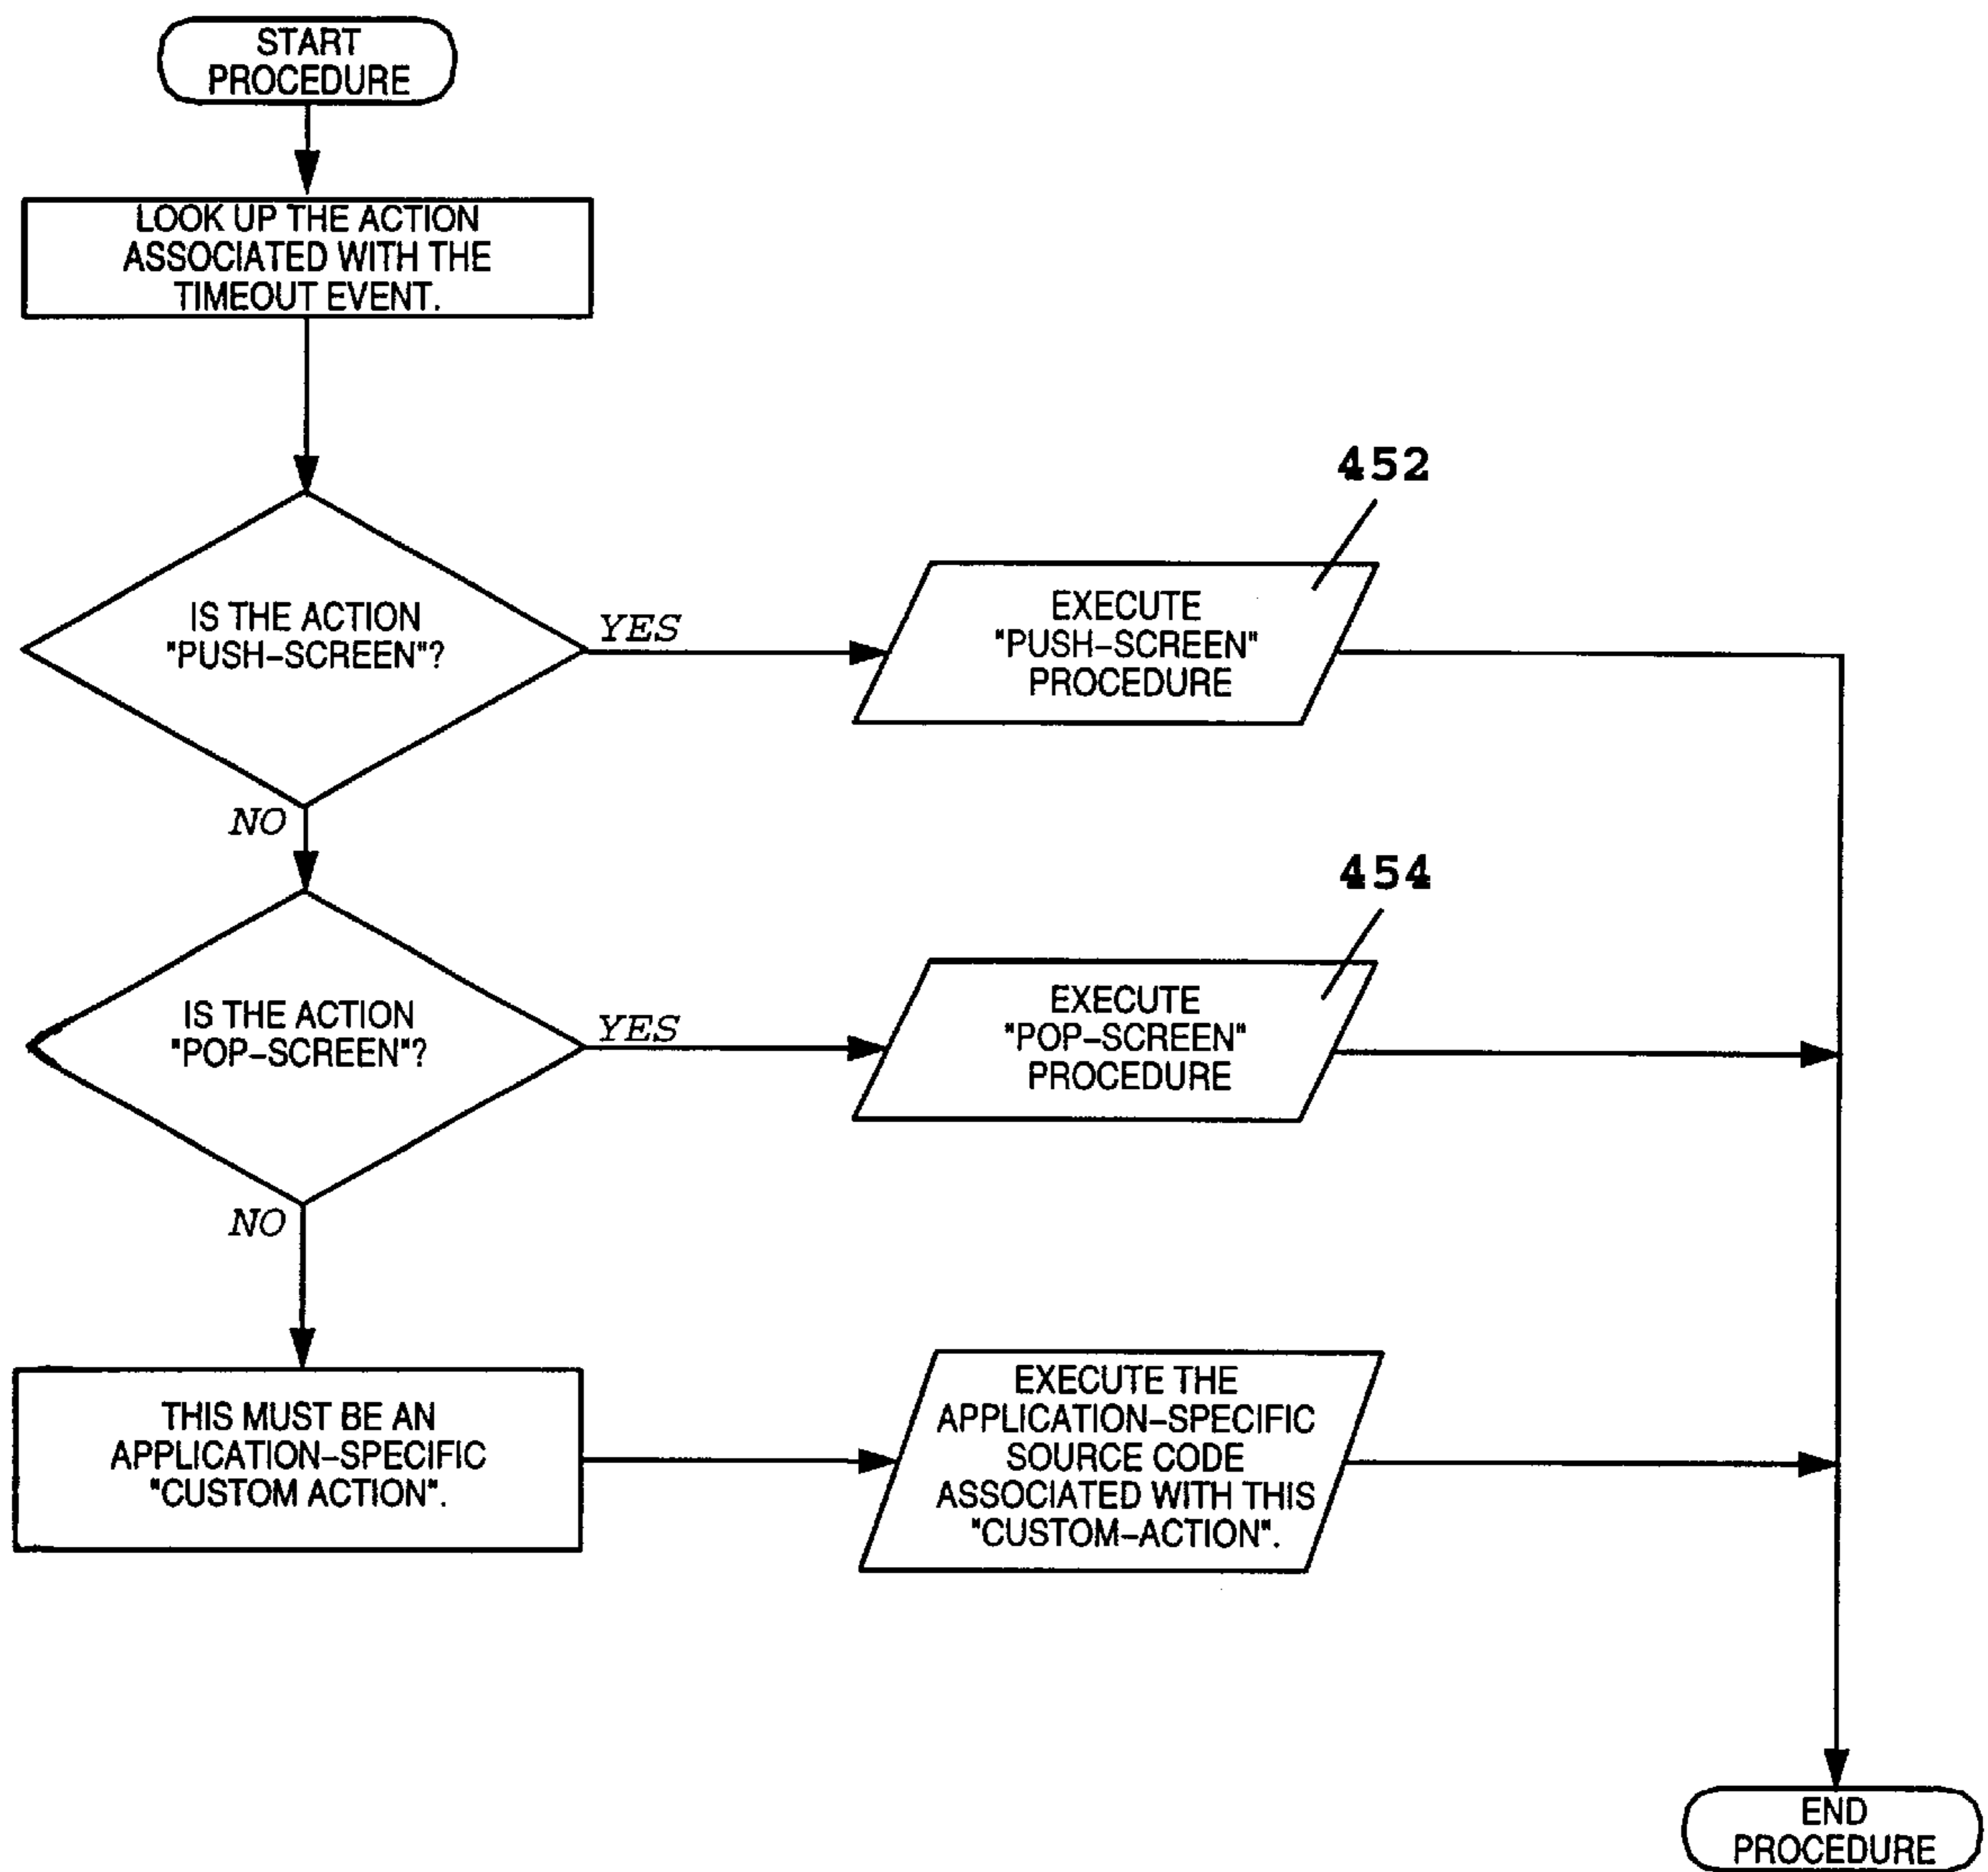 START
PROCEDURE
LOOK UP THE ACTION
ASSOCIATED WITH THE
TIMEOUT EVENT.
IS THE ACTION
"PUSH-SCREEN"?
YES
452
EXECUTE
"PUSH-SCREEN"
PROCEDURE
NO
IS THE ACTION
"POP-SCREEN"?
YES
454
EXECUTE
"POP-SCREEN"
PROCEDURE
NO
THIS MUST BE AN
APPLICATION-SPECIFIC
"CUSTOM ACTION".
EXECUTE THE
APPLICATION-SPECIFIC
SOURCE CODE
ASSOCIATED WITH THIS
"CUSTOM-ACTION".
END
PROCEDURE